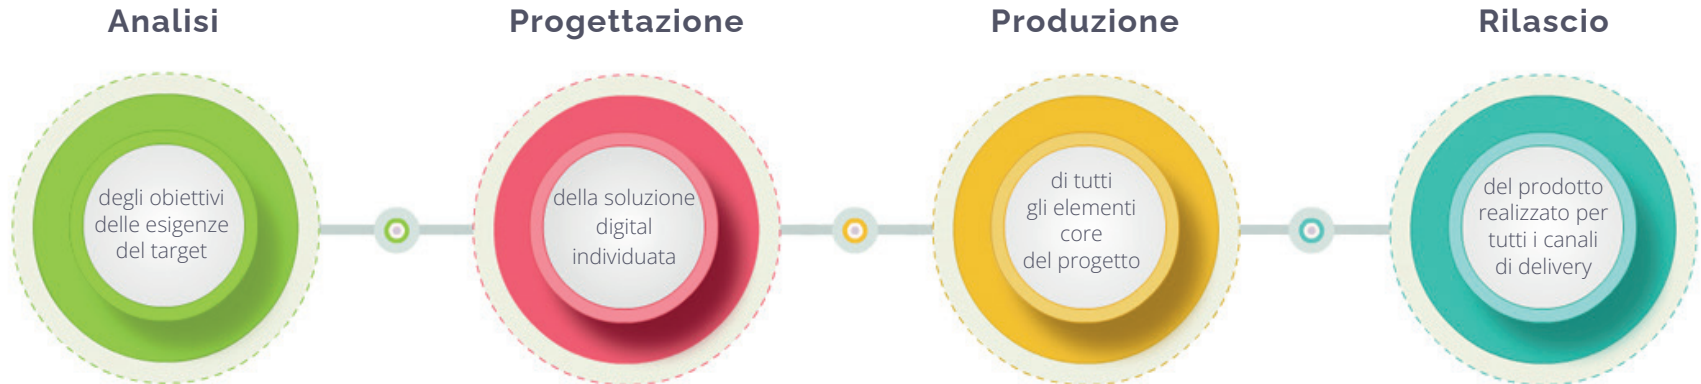 Analisi
degli obiettivi
delle esigenze
del target
Progettazione
della soluzione
digital
individuata
Produzione
di tutti
gli elementi
core
del progetto
Rilascio
del prodotto
realizzato per
tutti i canali
di delivery